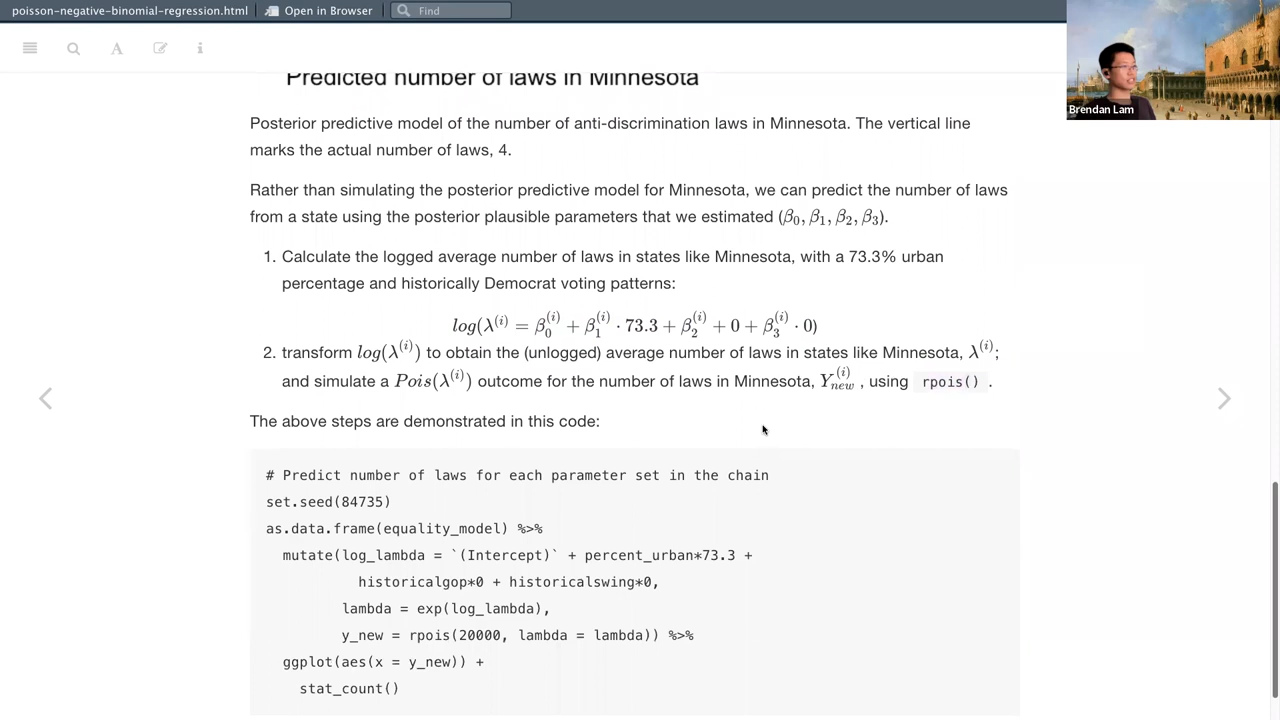 poisson-negative-binomial-regression.html Open in Browser Find
Brendan Lam
Predicted number of laws in Minnesota
Posterior predictive model of the number of anti-discrimination laws in Minnesota. The vertical line
marks the actual number of laws, 4.
Rather than simulating the posterior predictive model for Minnesota, we can predict the number of laws
from a state using the posterior plausible parameters that we estimated (β₀, β₁, β₂, β₃).
1. Calculate the logged average number of laws in states like Minnesota, with a 73.3% urban
percentage and historically Democrat voting patterns:
log(λ^(i) = β₀^(i) + β₁^(i) · 73.3 + β₂^(i) + 0 + β₃^(i) · 0)
2. transform log(λ^(i)) to obtain the (unlogged) average number of laws in states like Minnesota, λ^(i);
and simulate a Pois(λ^(i)) outcome for the number of laws in Minnesota, Y_new^(i) , using rpois() .
The above steps are demonstrated in this code:
# Predict number of laws for each parameter set in the chain
set.seed(84735)
as.data.frame(equality_model) %>%
  mutate(log_lambda = `(Intercept)` + percent_urban*73.3 +
           historicalgop*0 + historicalswing*0,
         lambda = exp(log_lambda),
         y_new = rpois(20000, lambda = lambda)) %>%
  ggplot(aes(x = y_new)) +
    stat_count()